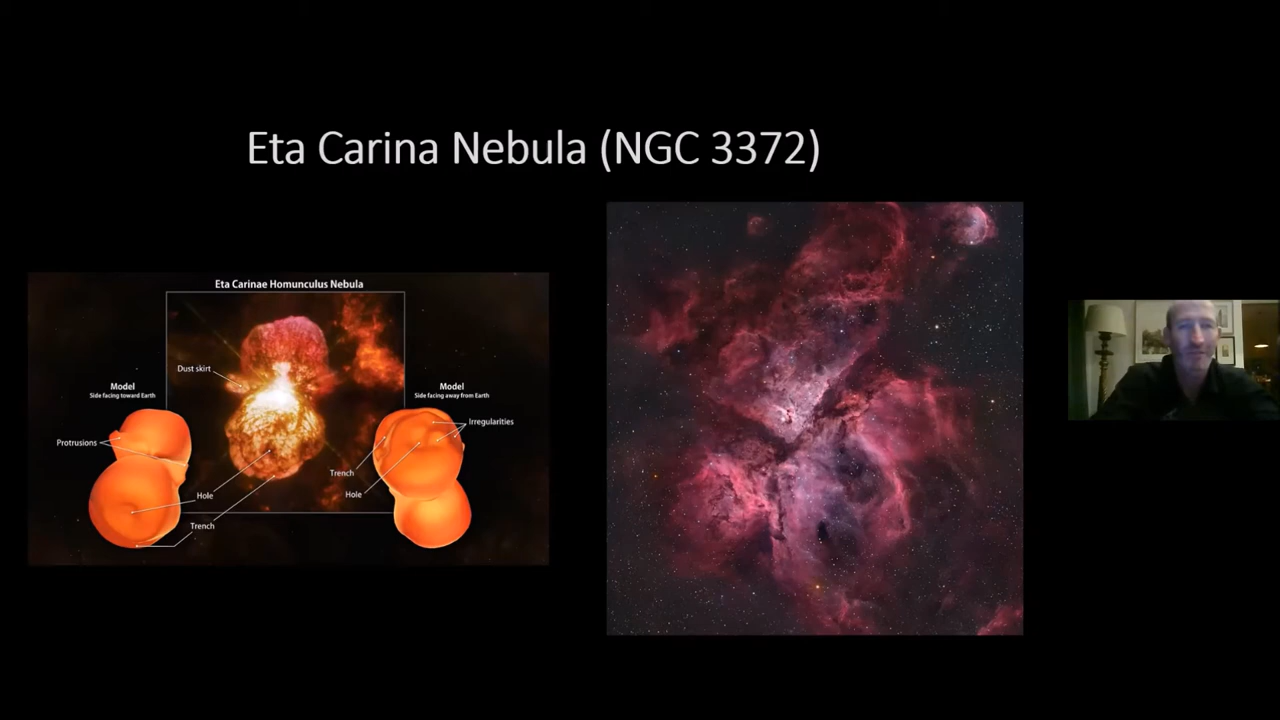 Eta Carina Nebula (NGC 3372)
Eta Carinae Homunculus Nebula
Dust skirt
Model
Side facing toward Earth
Model
Side facing away from Earth
Protrusions
Irregularities
Trench
Hole
Hole
Trench